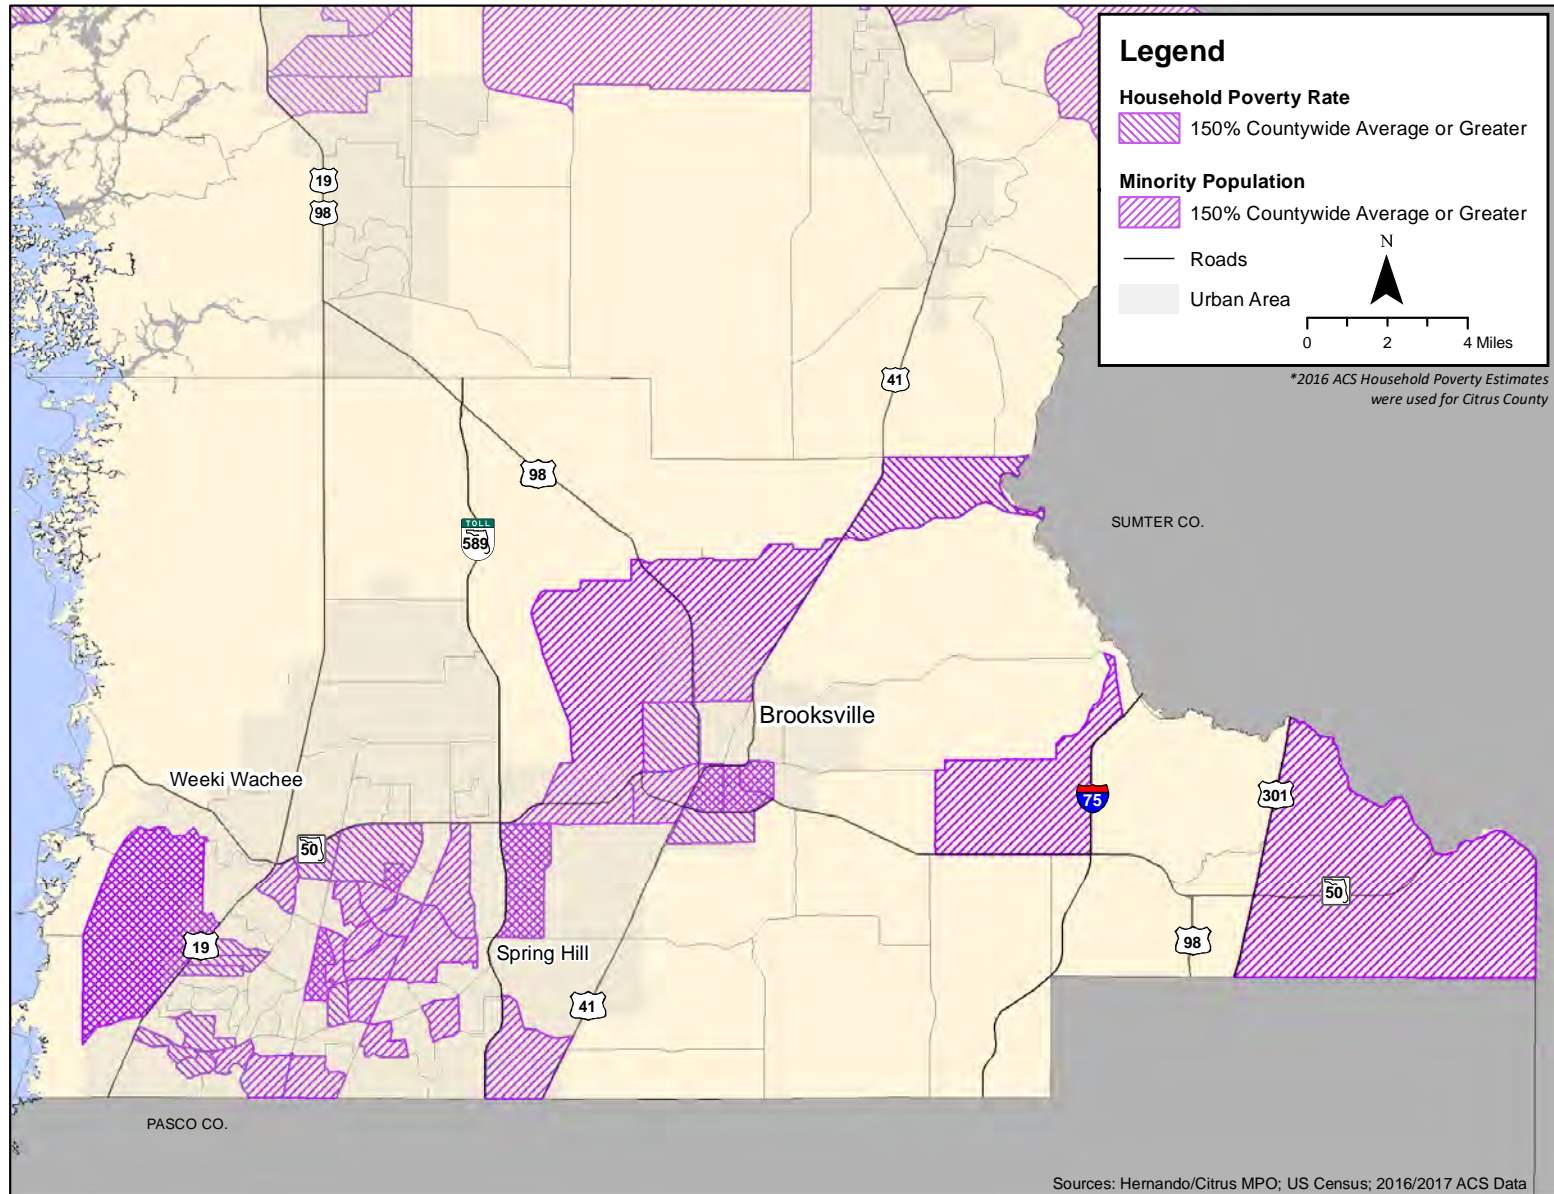 Legend
Household Poverty Rate
150% Countywide Average or Greater
Minority Population
150% Countywide Average or Greater
Roads
Urban Area
N
0 2 4 Miles
*2016 ACS Household Poverty Estimates
were used for Citrus County
19
98
41
98
TOLL
589
SUMTER CO.
Brooksville
Weeki Wachee
75
301
50
50
19
98
Spring Hill
41
PASCO CO.
Sources: Hernando/Citrus MPO; US Census; 2016/2017 ACS Data